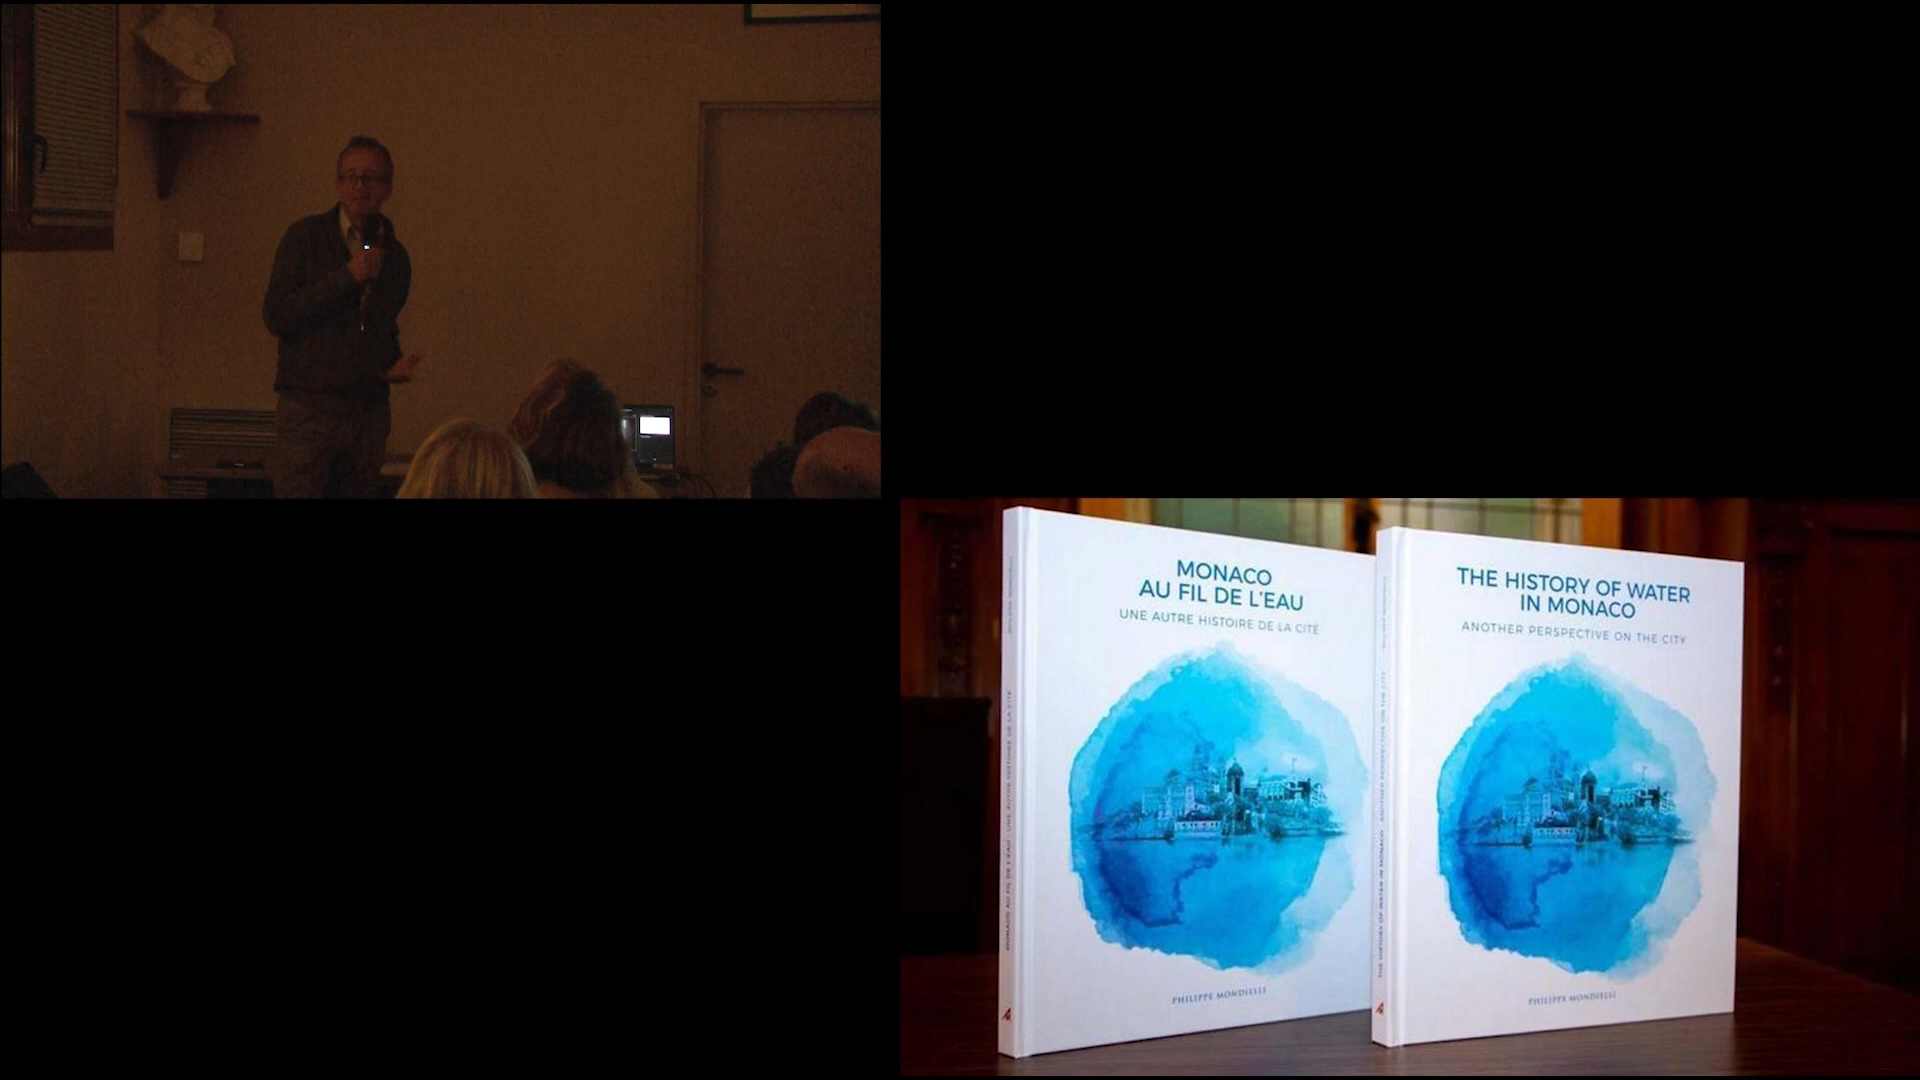 MONACO
AU FIL DE L'EAU
UNE AUTRE HISTOIRE DE LA CITÉ
PHILIPPE MONDIELLI
THE HISTORY OF WATER
IN MONACO
ANOTHER PERSPECTIVE ON THE CITY
PHILIPPE MONDIELLI